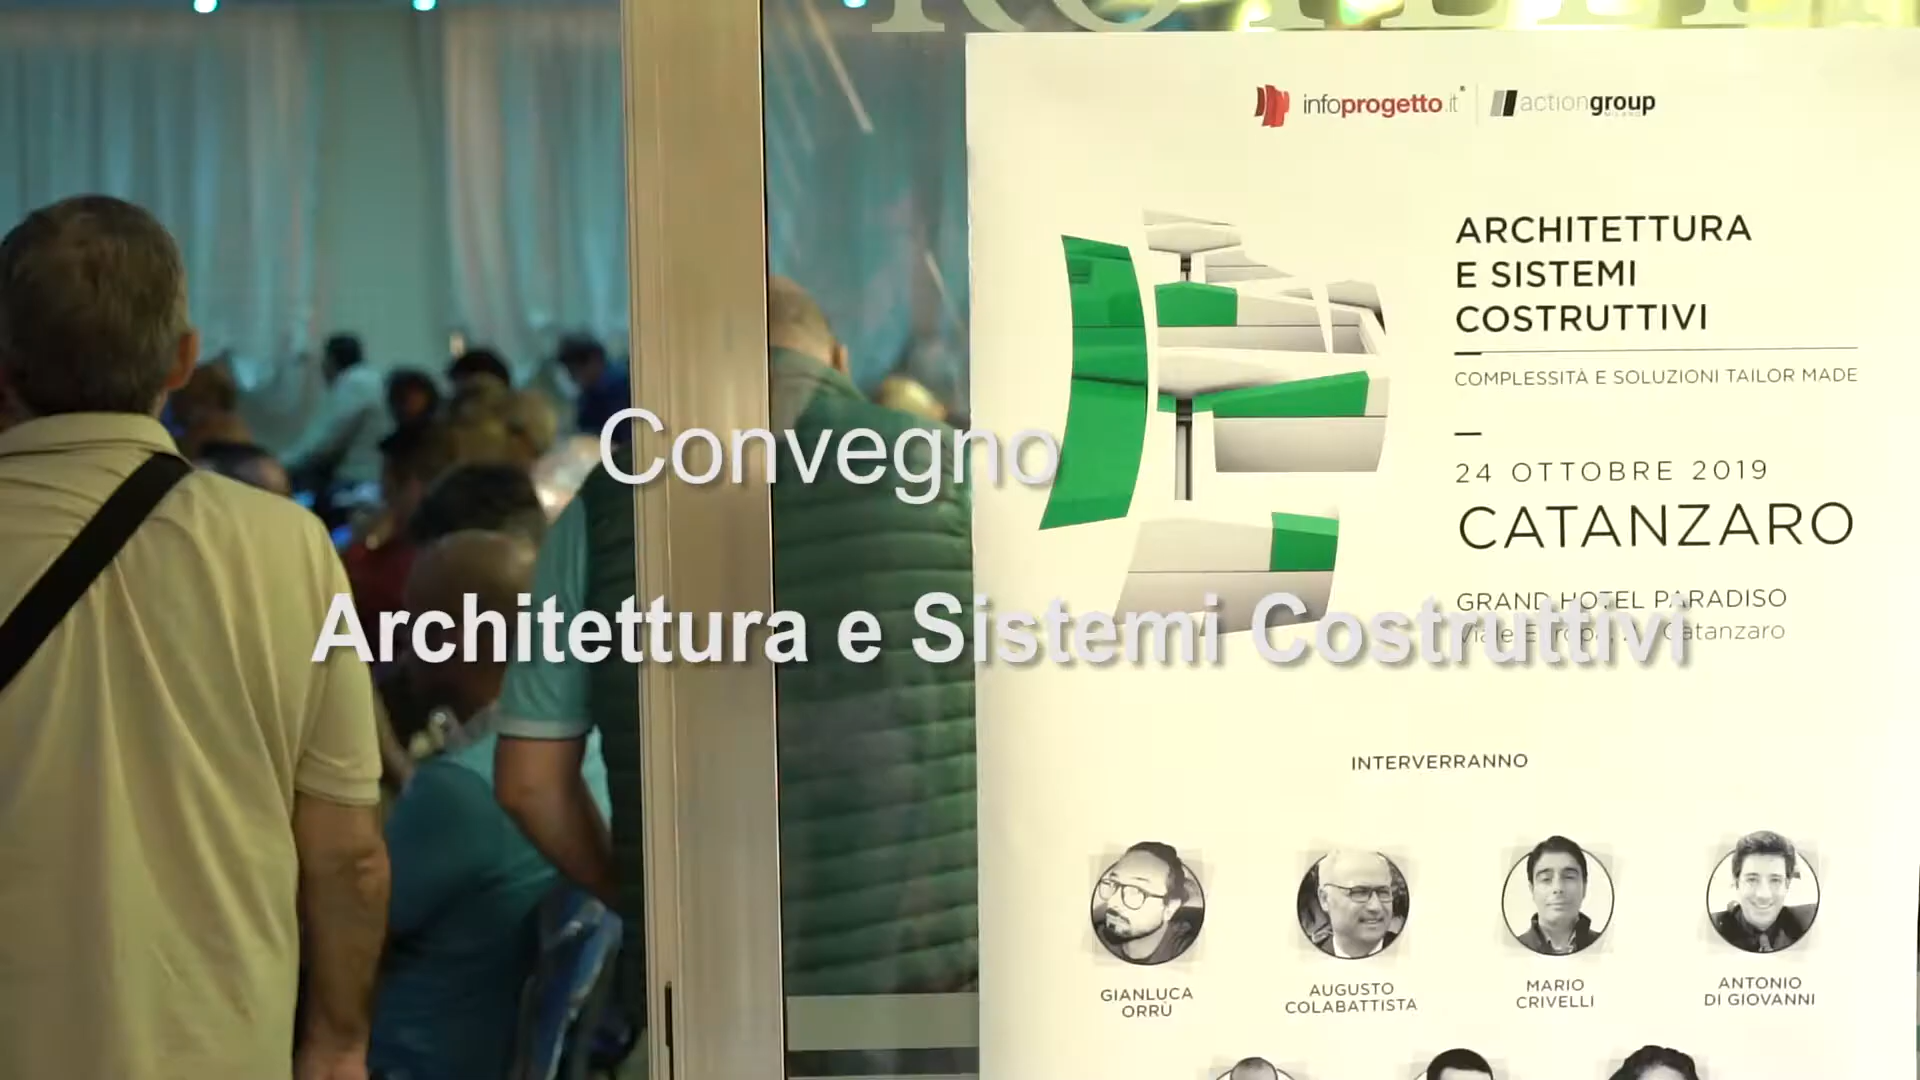 infoprogetto.it
actiongroup
ARCHITETTURA
E SISTEMI
COSTRUTTIVI
COMPLESSITÀ E SOLUZIONI TAILOR MADE
24 OTTOBRE 2019
CATANZARO
Convegno
GRAND HOTEL PARADISO
Catanzaro
Architettura e Sistemi Costruttivi
INTERVERRANNO
GIANLUCA
ORRÙ
AUGUSTO
COLABATTISTA
MARIO
CRIVELLI
ANTONIO
DI GIOVANNI